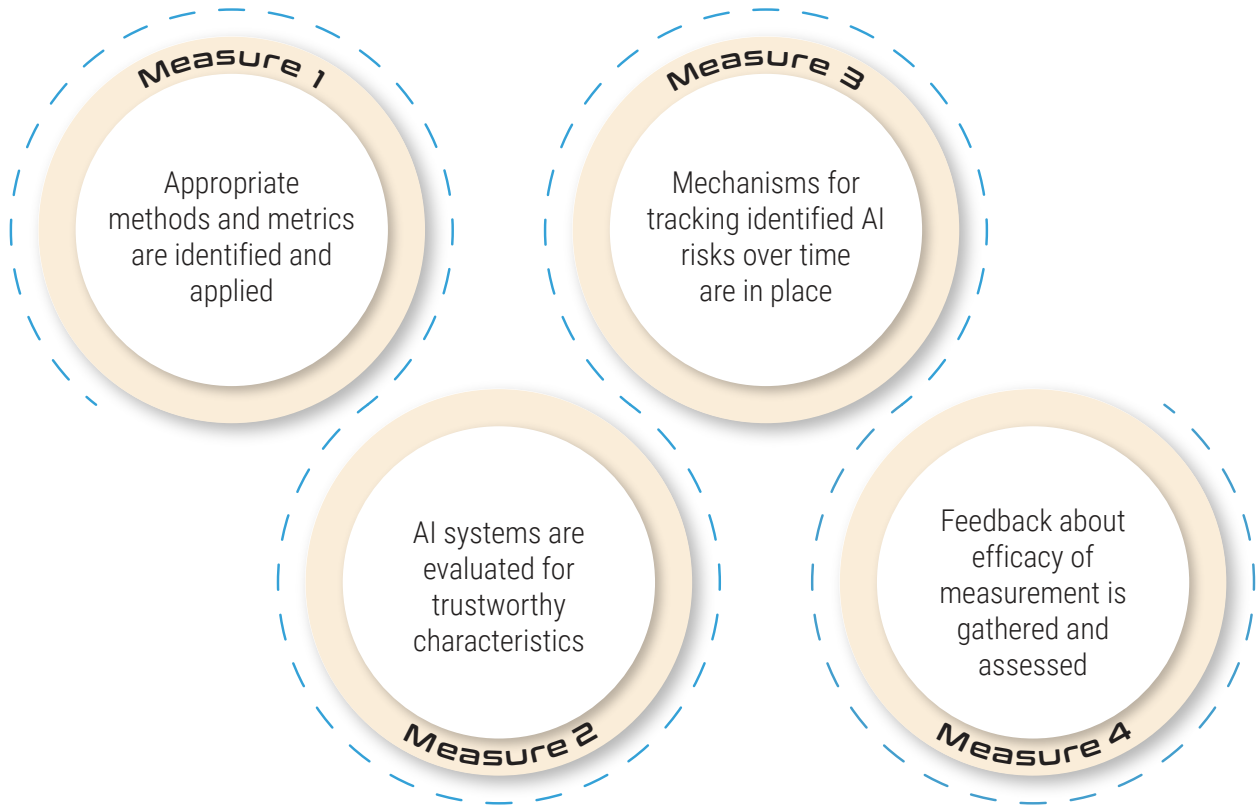 Measure 1
Appropriate
methods and metrics
are identified and
applied
AI systems are
evaluated for
trustworthy
characteristics
Measure 2
Measure 3
Mechanisms for
tracking identified AI
risks over time
are in place
Feedback about
efficacy of
measurement is
gathered and
assessed
Measure 4